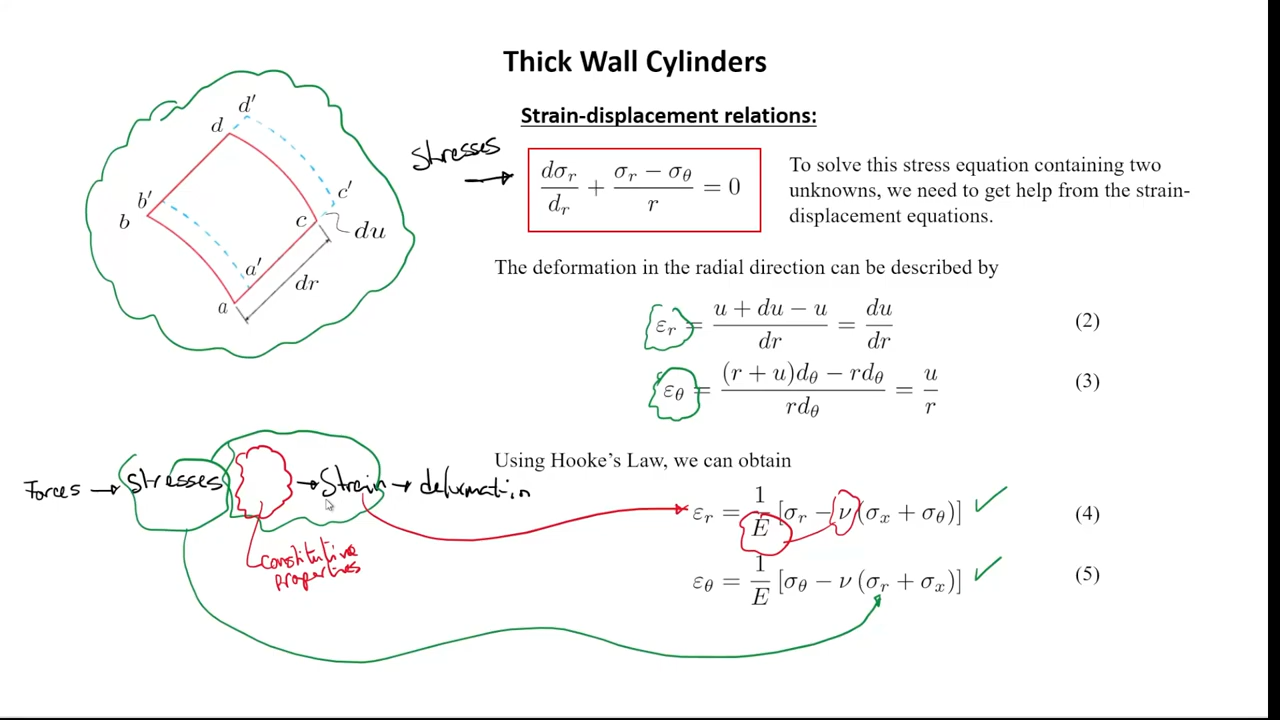 Thick Wall Cylinders
Strain-displacement relations:
stresses
dσ_r/d_r + (σ_r − σ_θ)/r = 0
To solve this stress equation containing two
unknowns, we need to get help from the strain-
displacement equations.
d'
d
b'
b
c'
c
du
a'
a
dr
The deformation in the radial direction can be described by
ε_r = (u + du − u)/dr = du/dr (2)
ε_θ = ((r + u)d_θ − rd_θ)/(rd_θ) = u/r (3)
Using Hooke's Law, we can obtain
Forces → stresses → strain → deformation
constitutive
properties
ε_r = 1/E [σ_r − ν (σ_x + σ_θ)] ✓ (4)
ε_θ = 1/E [σ_θ − ν (σ_r + σ_x)] ✓ (5)